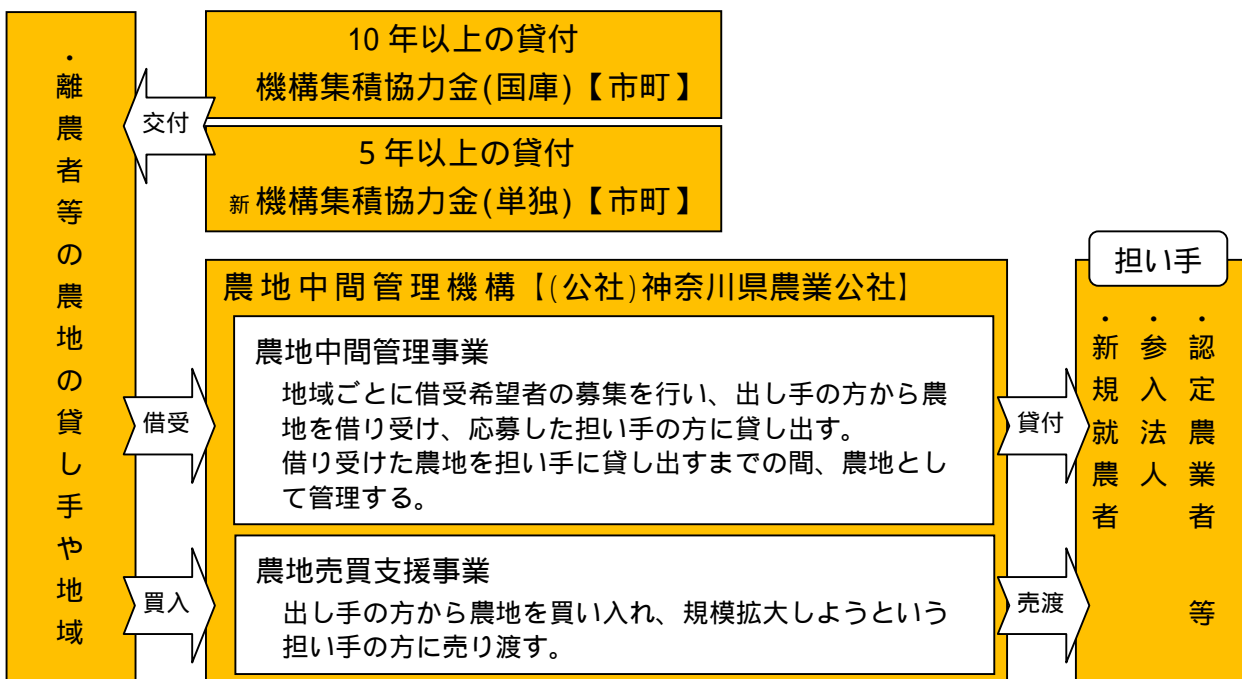 ・離農者等の農地の貸し手や地域
交付
10年以上の貸付
機構集積協力金(国庫)【市町】
5年以上の貸付
新機構集積協力金(単独)【市町】
農地中間管理機構【(公社)神奈川県農業公社】
農地中間管理事業
地域ごとに借受希望者の募集を行い、出し手の方から農
地を借り受け、応募した担い手の方に貸し出す。
借り受けた農地を担い手に貸し出すまでの間、農地とし
て管理する。
借受
貸付
農地売買支援事業
出し手の方から農地を買い入れ、規模拡大しようという
担い手の方に売り渡す。
買入
売渡
担い手
・認定農業者 等
・参入法人
・新規就農者